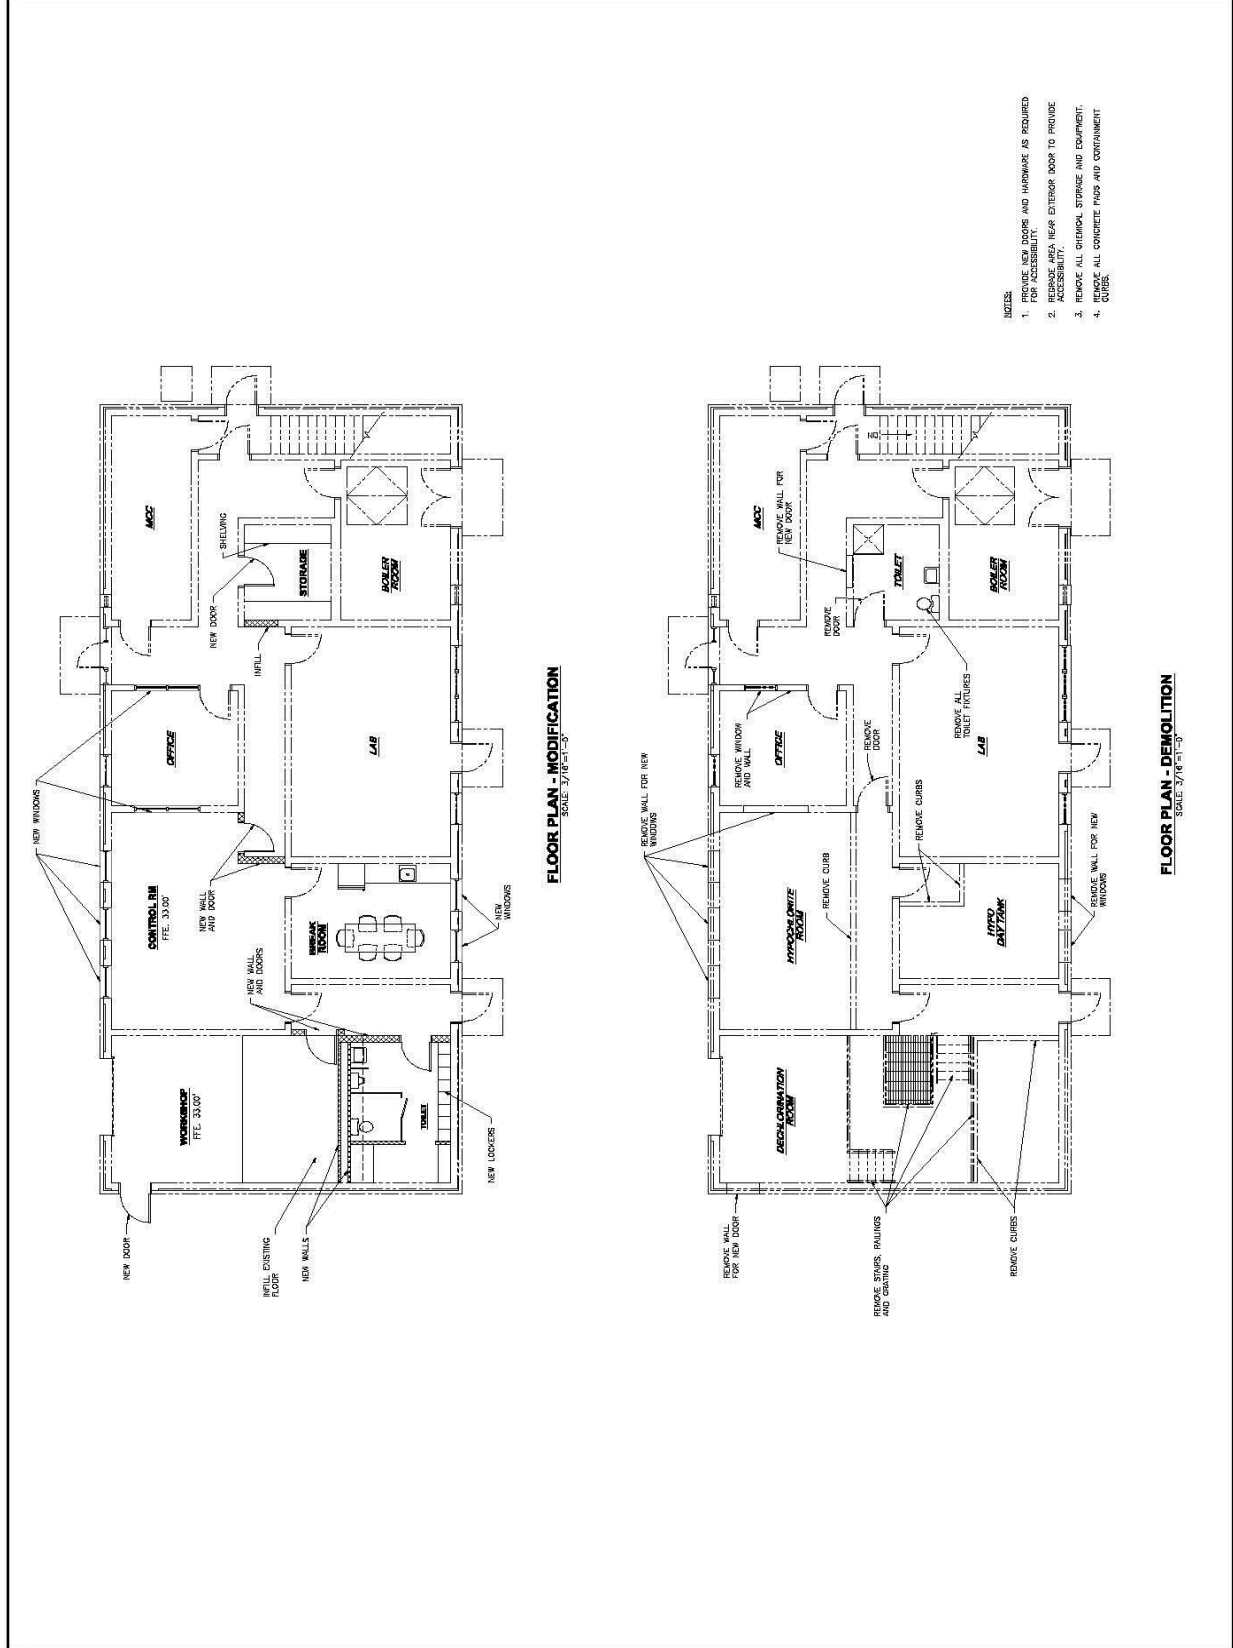 NEW WINDOWS
MCC
SHELVING
NEW DOOR
STORAGE
BOILER
ROOM
INFILL
OFFICE
LAB
CONTROL RM
FFE. 33.00'
NEW WALL
AND DOOR
BREAK
ROOM
NEW
WINDOWS
NEW WALL
AND DOORS
WORKSHOP
FFE. 33.00'
TOILET
NEW LOCKERS
NEW DOOR
INFILL EXISTING
FLOOR
NEW WALLS
FLOOR PLAN - MODIFICATION
SCALE: 3/16"=1'-0"
NOTES:
1. PROVIDE NEW DOORS AND HARDWARE AS REQUIRED
FOR ACCESSIBILITY.
2. REGRADE AREA NEAR EXTERIOR DOOR TO PROVIDE
ACCESSIBILITY.
3. REMOVE ALL CHEMICAL STORAGE AND EQUIPMENT.
4. REMOVE ALL CONCRETE PADS AND CONTAINMENT
CURBS.
MCC
DN
REMOVE WALL FOR
NEW DOOR
TOILET
BOILER
ROOM
REMOVE
DOOR
REMOVE ALL
TOILET FIXTURES
OFFICE
REMOVE WINDOW
AND WALL
REMOVE
DOOR
LAB
REMOVE WALL FOR NEW
WINDOWS
REMOVE CURBS
HYPOCHLORITE
ROOM
REMOVE CURB
HYPO
DAYTANK
REMOVE WALL FOR NEW
WINDOWS
DECHLORINATION
ROOM
REMOVE WALL
FOR NEW DOOR
REMOVE STAIRS, RAILINGS
AND GRATING
REMOVE CURBS
FLOOR PLAN - DEMOLITION
SCALE: 3/16"=1'-0"